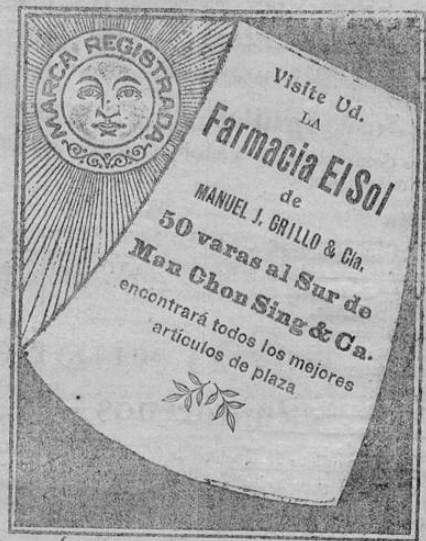 MARCA REGISTRADA
Visite Ud.
LA
Farmacia El Sol
de
MANUEL J. GRILLO & Cía.
50 varas al Sur de
Man Chon Sing & Ca.
encontrará todos los mejores
artículos de plaza